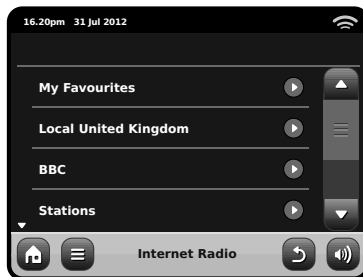 16.20pm 31 Jul 2012
My Favourites
Local United Kingdom
BBC
Stations
Internet Radio